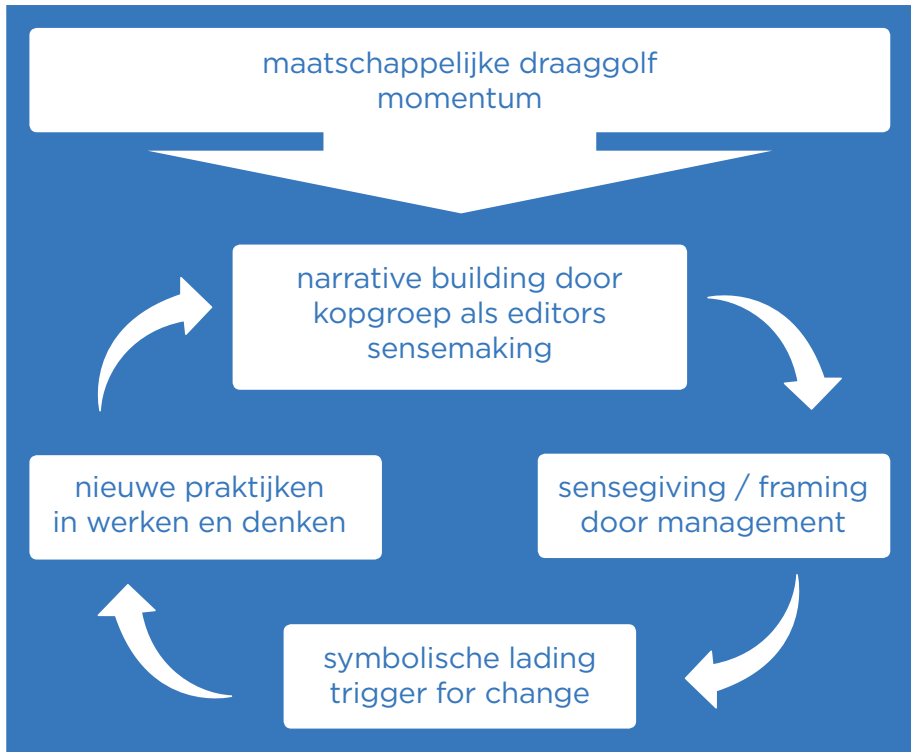 maatschappelijke draaggolf
momentum
narrative building door
kopgroep als editors
sensemaking
sensegiving / framing
door management
symbolische lading
trigger for change
nieuwe praktijken
in werken en denken